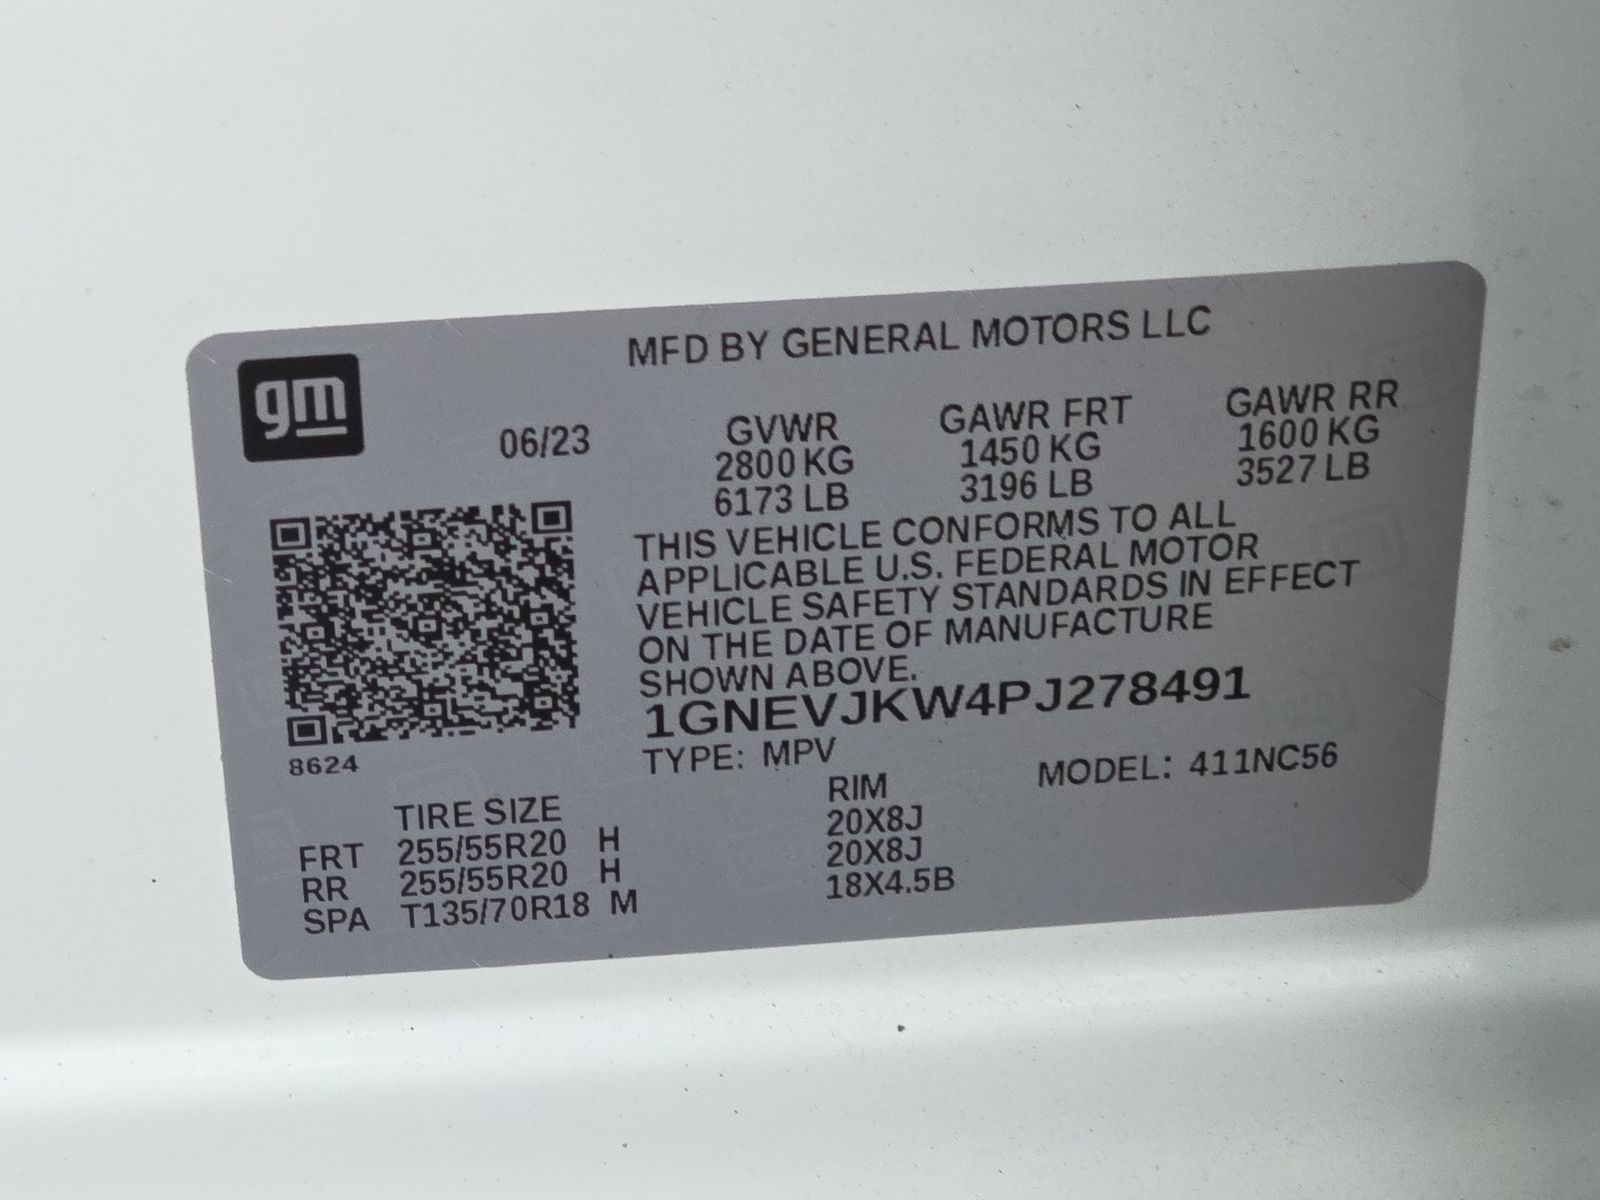 MFD BY GENERAL MOTORS LLC
gm
06/23
GVWR GAWR FRT GAWR RR
2800 KG 1450 KG 1600 KG
6173 LB 3196 LB 3527 LB
THIS VEHICLE CONFORMS TO ALL
APPLICABLE U.S. FEDERAL MOTOR
VEHICLE SAFETY STANDARDS IN EFFECT
ON THE DATE OF MANUFACTURE
SHOWN ABOVE.
1GNEVJKW4PJ278491
8624
TYPE: MPV MODEL: 411NC56
TIRE SIZE RIM
FRT 255/55R20 H 20X8J
RR 255/55R20 H 20X8J
SPA T135/70R18 M 18X4.5B